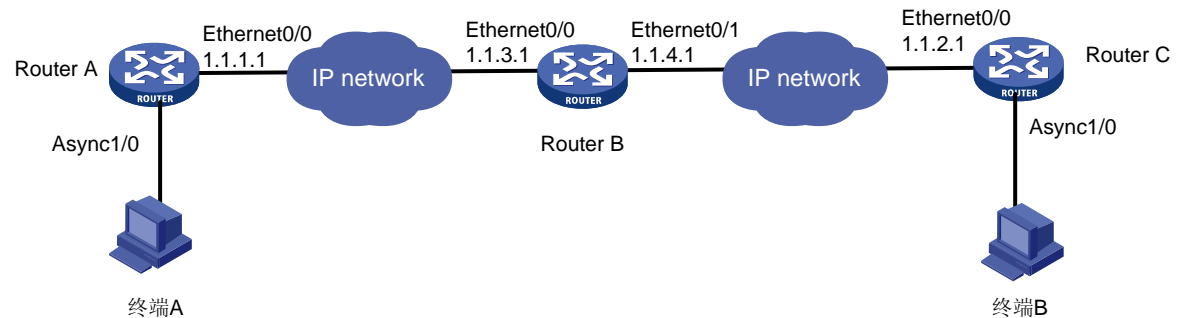 Ethernet0/0
1.1.1.1
Ethernet0/0
1.1.3.1
Ethernet0/1
1.1.4.1
Ethernet0/0
1.1.2.1
Router A
ROUTER
IP network
ROUTER
IP network
ROUTER
Router C
Router B
Async1/0
Async1/0
终端A
终端B